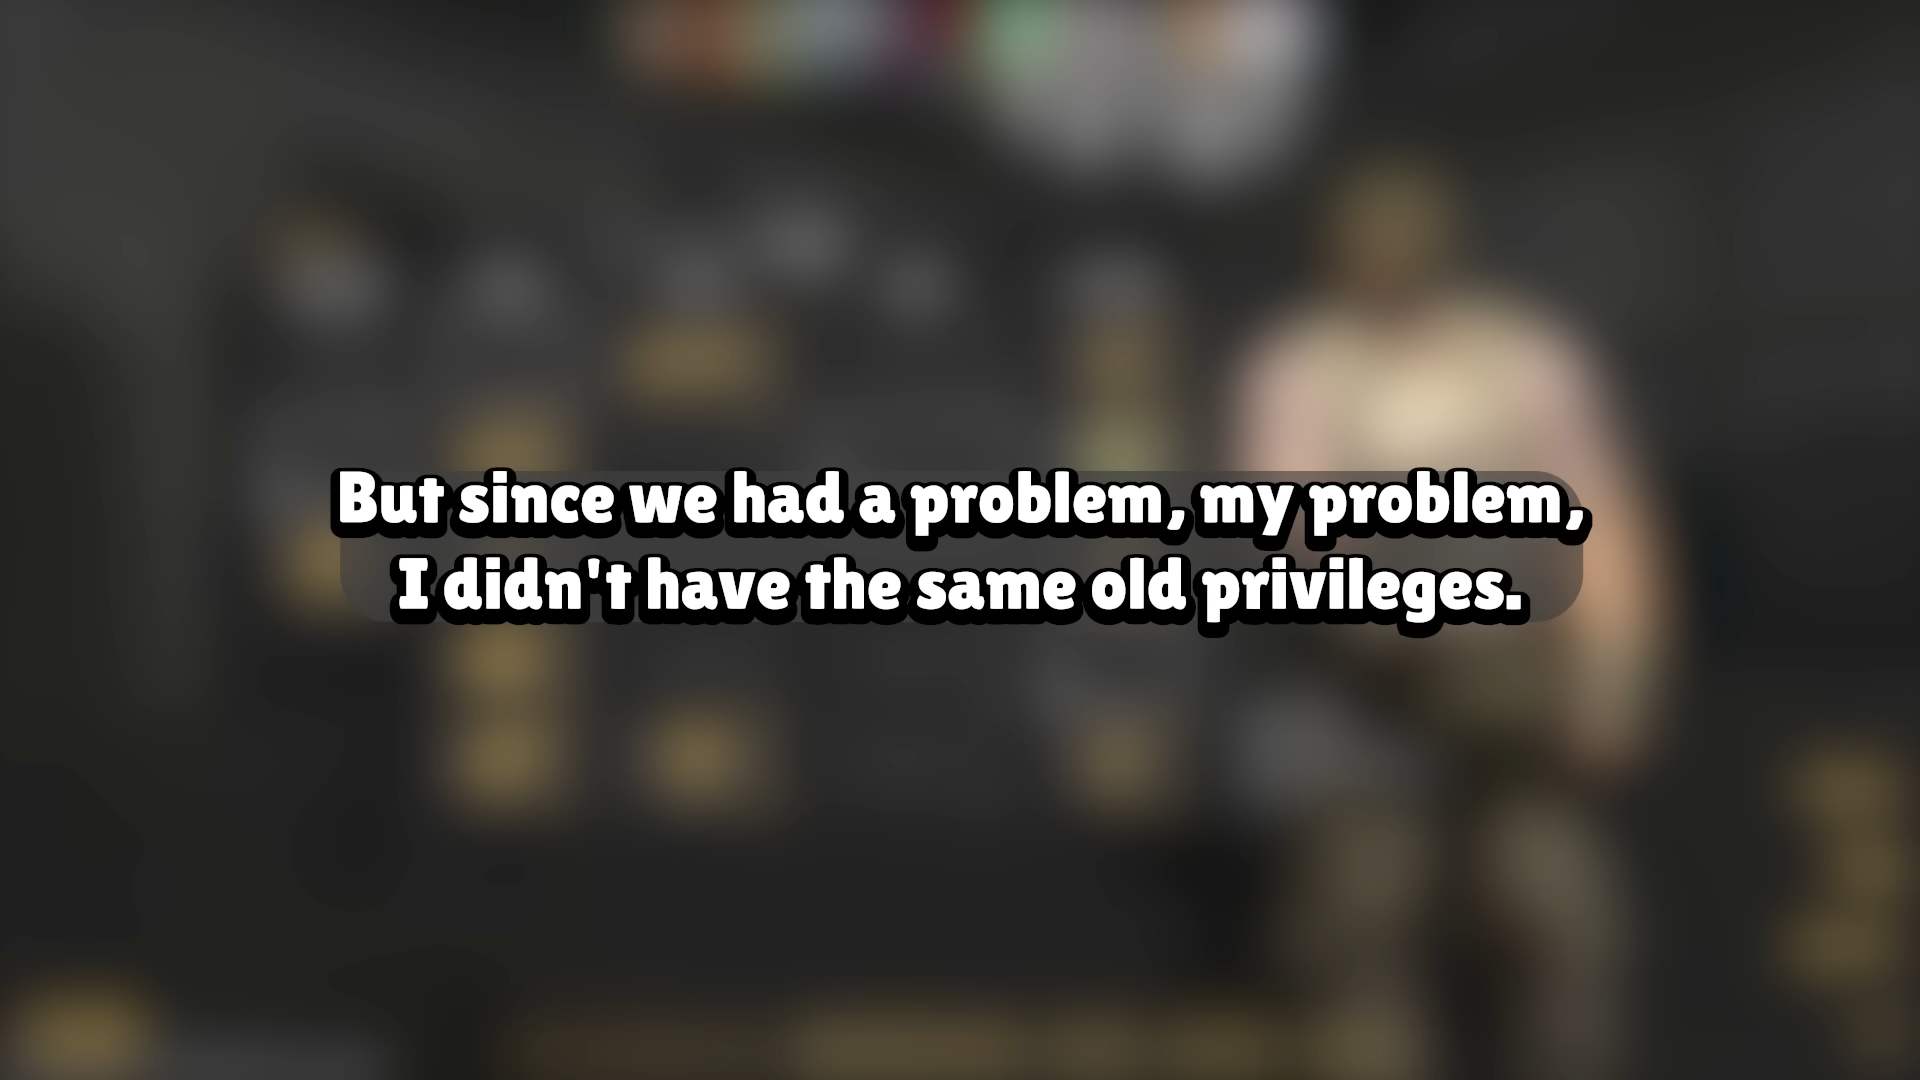 But since we had a problem, my problem,
I didn't have the same old privileges.